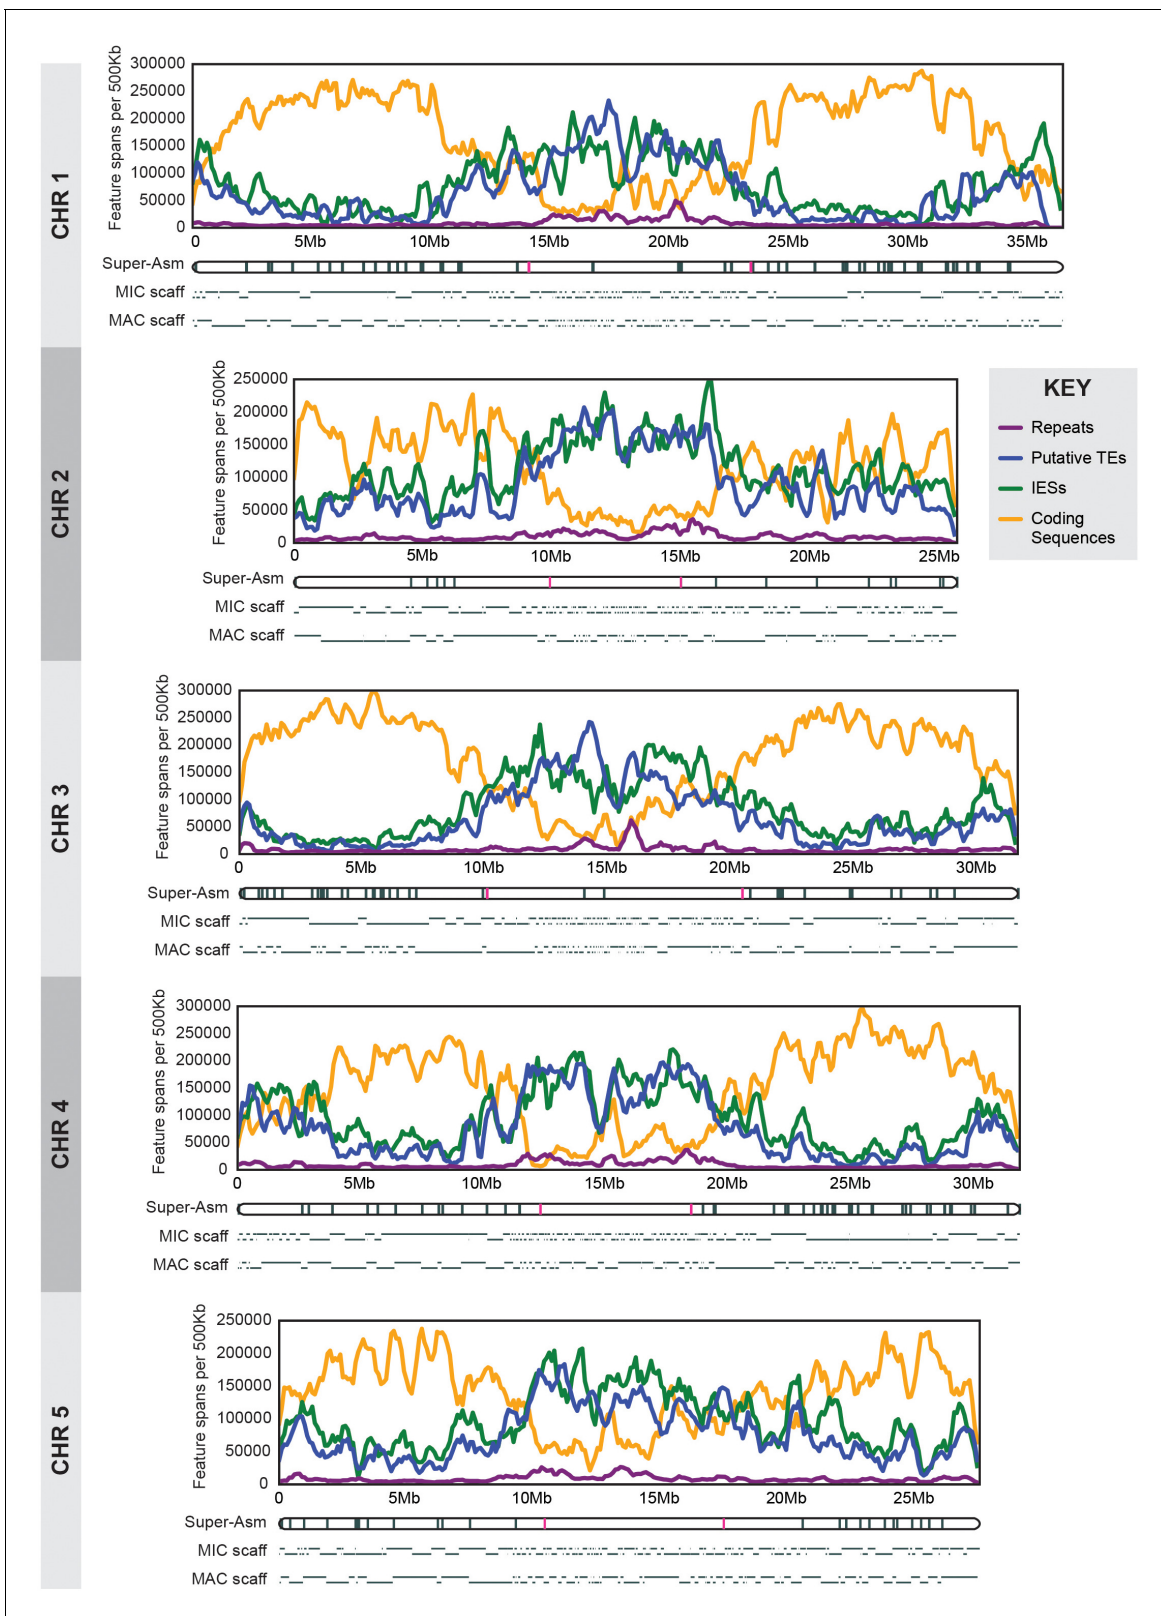 CHR 1
Feature spans per 500Kb
300000
250000
200000
150000
100000
50000
0
0 5Mb 10Mb 15Mb 20Mb 25Mb 30Mb 35Mb
Super-Asm
MIC scaff
MAC scaff
CHR 2
Feature spans per 500Kb
250000
200000
150000
100000
50000
0
0 5Mb 10Mb 15Mb 20Mb 25Mb
Super-Asm
MIC scaff
MAC scaff
KEY
Repeats
Putative TEs
IESs
Coding
Sequences
CHR 3
Feature spans per 500Kb
300000
250000
200000
150000
100000
50000
0
0 5Mb 10Mb 15Mb 20Mb 25Mb 30Mb
Super-Asm
MIC scaff
MAC scaff
CHR 4
Feature spans per 500Kb
300000
250000
200000
150000
100000
50000
0
0 5Mb 10Mb 15Mb 20Mb 25Mb 30Mb
Super-Asm
MIC scaff
MAC scaff
CHR 5
Feature spans per 500Kb
250000
200000
150000
100000
50000
0
0 5Mb 10Mb 15Mb 20Mb 25Mb
Super-Asm
MIC scaff
MAC scaff